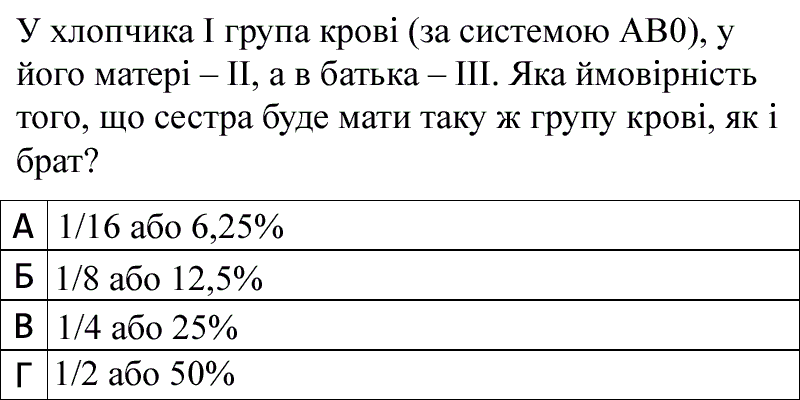 У хлопчика І група крові (за системою АВ0), у
його матері – ІІ, а в батька – ІІІ. Яка ймовірність
того, що сестра буде мати таку ж групу крові, як і
брат?
А 1/16 або 6,25%
Б 1/8 або 12,5%
В 1/4 або 25%
Г 1/2 або 50%